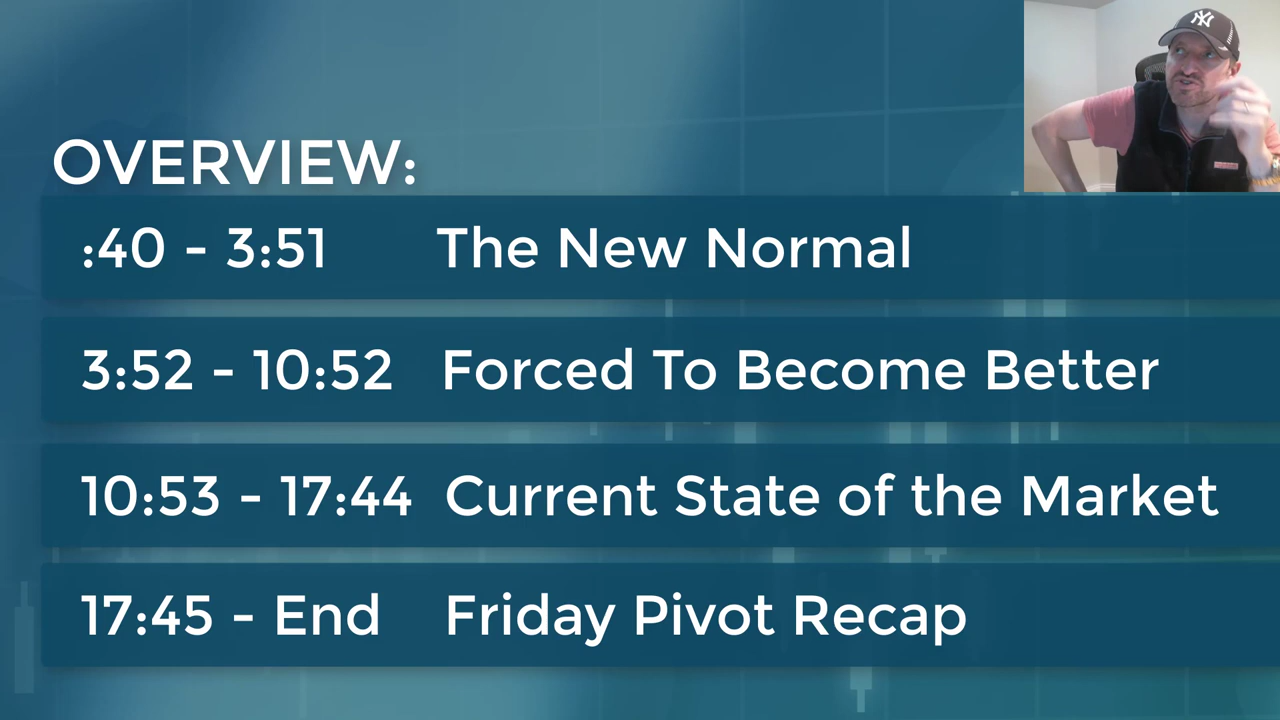 OVERVIEW:
:40 - 3:51 The New Normal
3:52 - 10:52 Forced To Become Better
10:53 - 17:44 Current State of the Market
17:45 - End Friday Pivot Recap
NY